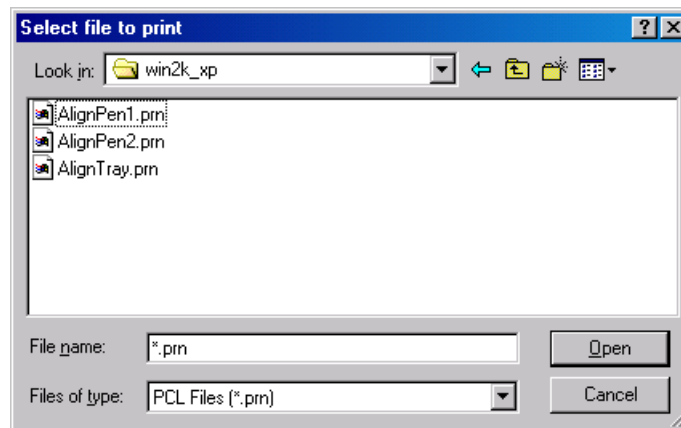 Select file to print
Look in: win2k_xp
AlignPen1.prn
AlignPen2.prn
AlignTray.prn
File name: *.prn Open
Files of type: PCL Files (*.prn) Cancel